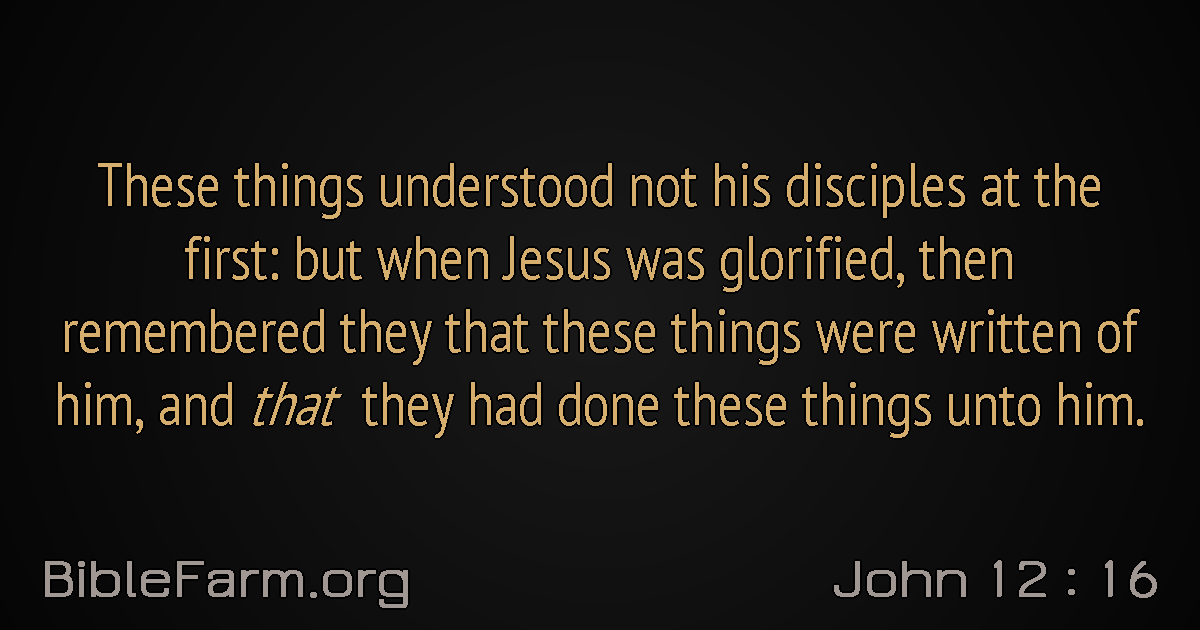 These things understood not his disciples at the
first: but when Jesus was glorified, then
remembered they that these things were written of
him, and that they had done these things unto him.
BibleFarm.org
John 12 : 16